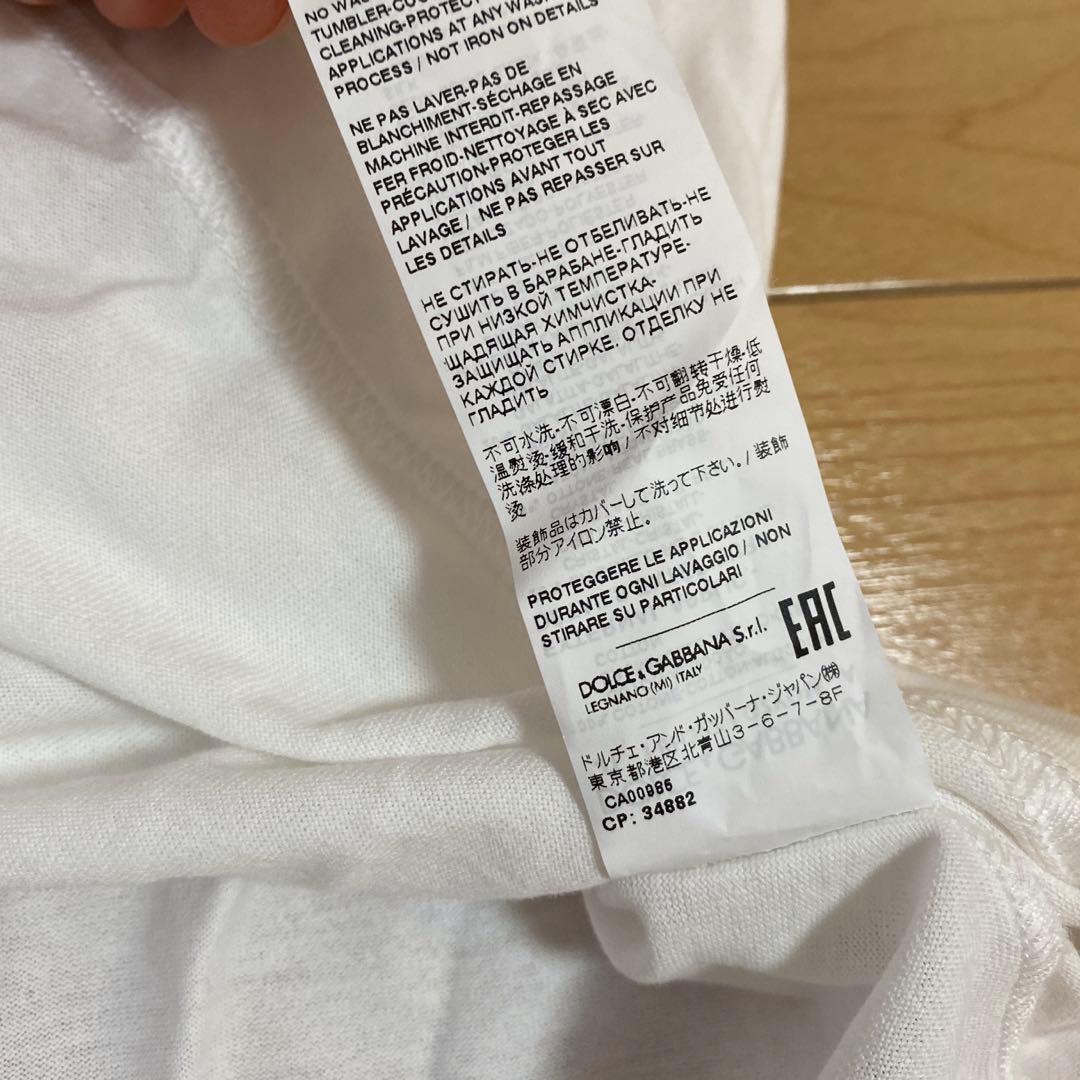 NO WAS
TUMBLER-COO
CLEANING-PROTECT
APPLICATIONS AT ANY WASH
PROCESS / NOT IRON ON DETAILS
NE PAS LAVER-PAS DE
BLANCHIMENT-SÉCHAGE EN
MACHINE INTERDIT-REPASSAGE
FER FROID-NETTOYAGE À SEC AVEC
PRÉCAUTION-PROTEGER LES
APPLICATIONS AVANT TOUT
LAVAGE / NE PAS REPASSER SUR
LES DETAILS
НЕ СТИРАТЬ-НЕ ОТБЕЛИВАТЬ-НЕ
СУШИТЬ В БАРАБАНЕ-ГЛАДИТЬ
ПРИ НИЗКОЙ ТЕМПЕРАТУРЕ-
ЩАДЯЩАЯ ХИМЧИСТКА-
ЗАЩИЩАТЬ АППЛИКАЦИИ ПРИ
КАЖДОЙ СТИРКЕ. ОТДЕЛКУ НЕ
ГЛАДИТЬ
不可水洗-不可漂白-不可翻转干燥-低
温熨烫-缓和干洗-保护产品免受任何
洗涤处理的影响 / 不对细节处进行熨
烫
装飾品はカバーして洗って下さい。/ 装飾
部分アイロン禁止。
PROTEGGERE LE APPLICAZIONI
DURANTE OGNI LAVAGGIO / NON
STIRARE SU PARTICOLARI
DOLCE & GABBANA S.r.l. EAC
LEGNANO (MI) ITALY
ドルチェ・アンド・ガッバーナ・ジャパン㈱
東京都港区北青山3-6-7-8F
CA00985
CP: 34882